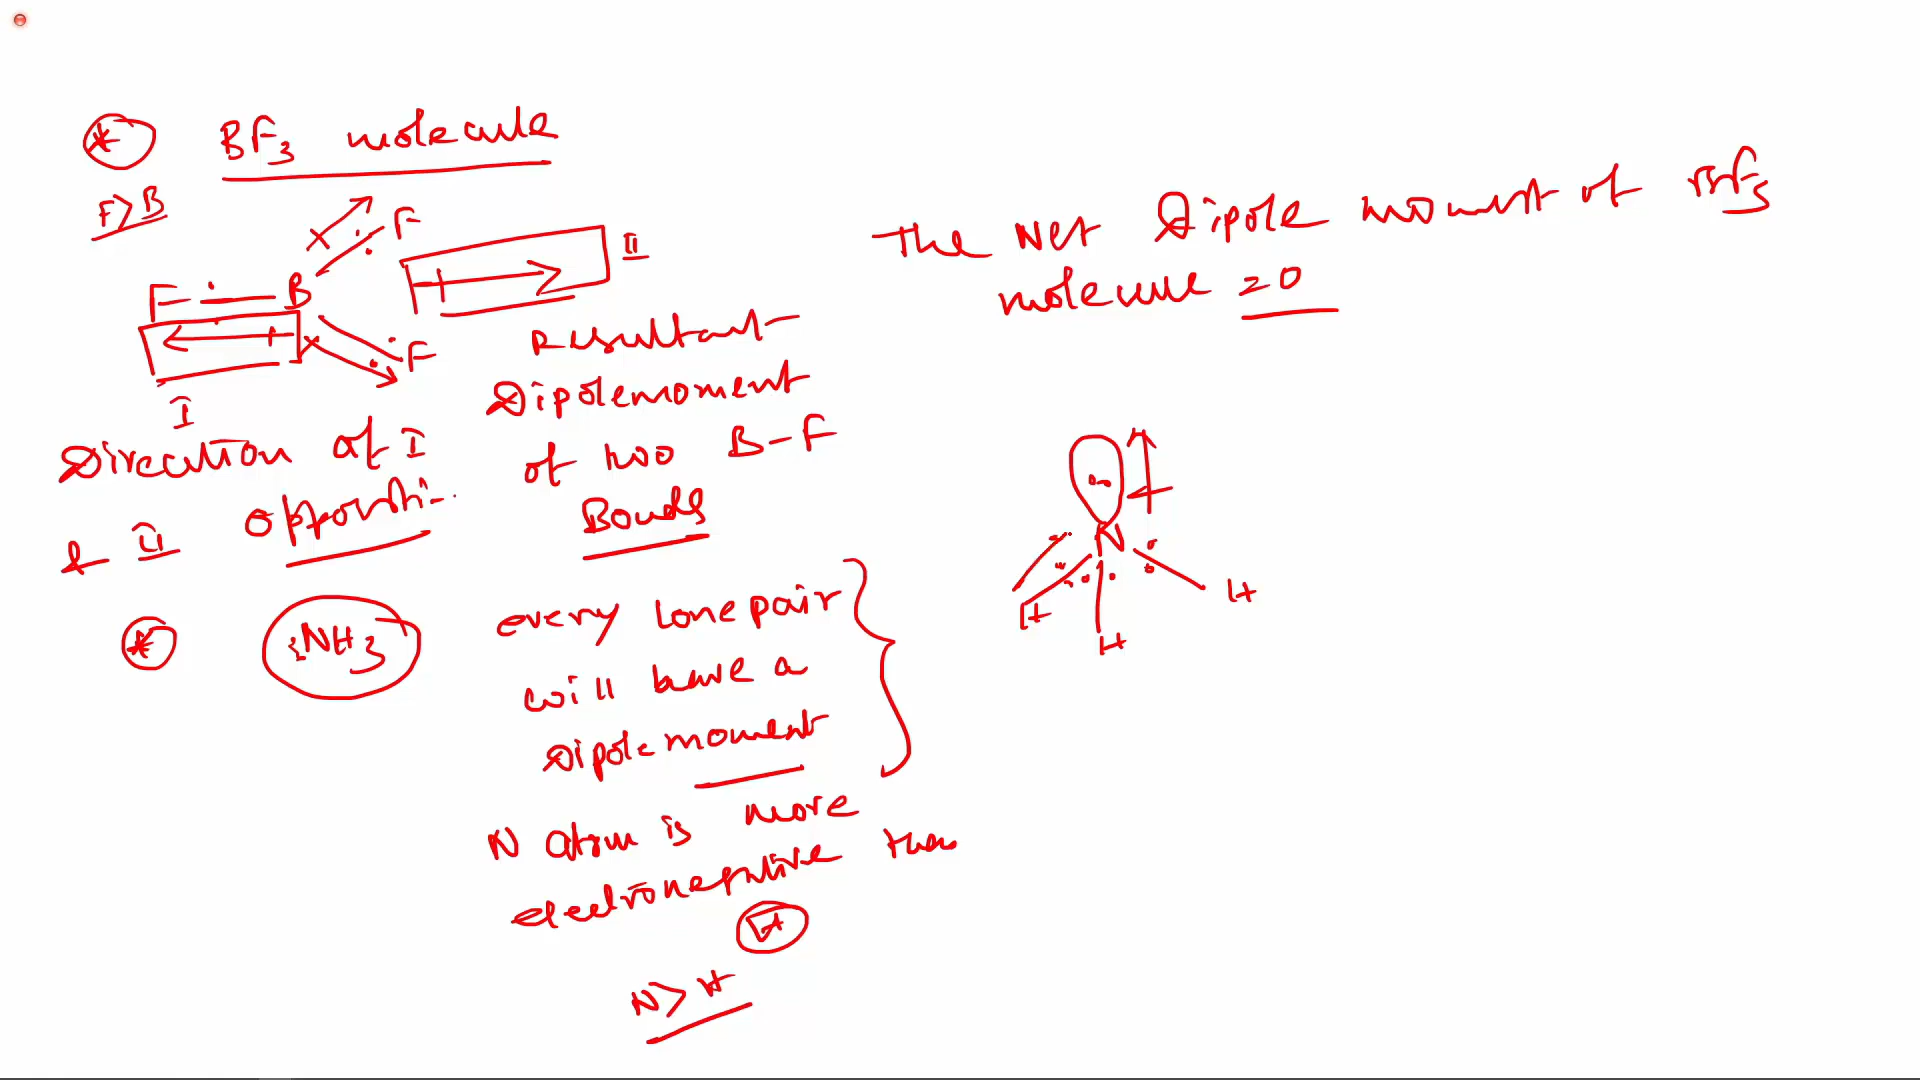 BF3 molecule
F>B
F
F - B
F
II
I
Resultant
Dipolemoment
of two B-F
Bonds
Direction of I
& II opposi-
The Net Dipole moment of BF3
molecule = 0
:NH3
every lone pair
will have a
Dipole moment
N atom is more
electronegative than
H
N > H
N
H
H
H